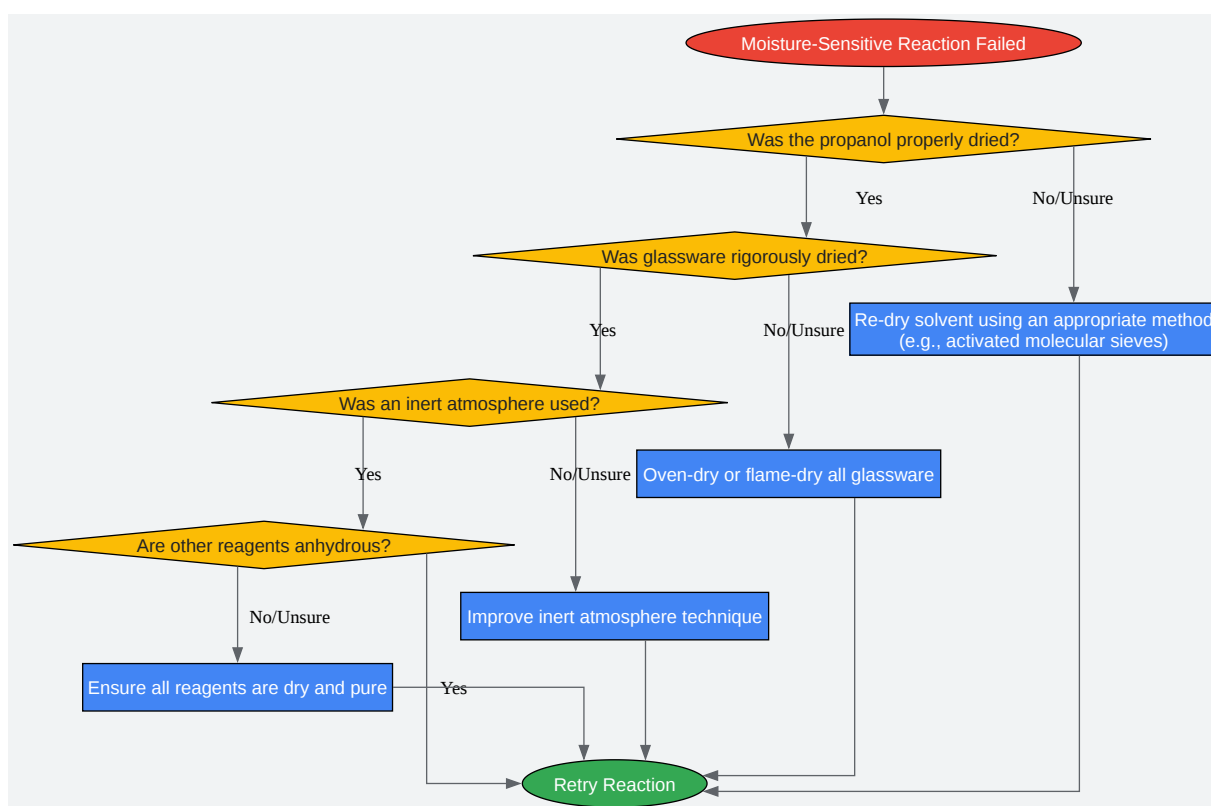 Moisture-Sensitive Reaction Failed
Was the propanol properly dried?
Yes
No/Unsure
Was glassware rigorously dried?
Re-dry solvent using an appropriate method
(e.g., activated molecular sieves)
Yes
No/Unsure
Was an inert atmosphere used?
Yes
No/Unsure
Oven-dry or flame-dry all glassware
Are other reagents anhydrous?
No/Unsure
Improve inert atmosphere technique
Ensure all reagents are dry and pure
Yes
Retry Reaction